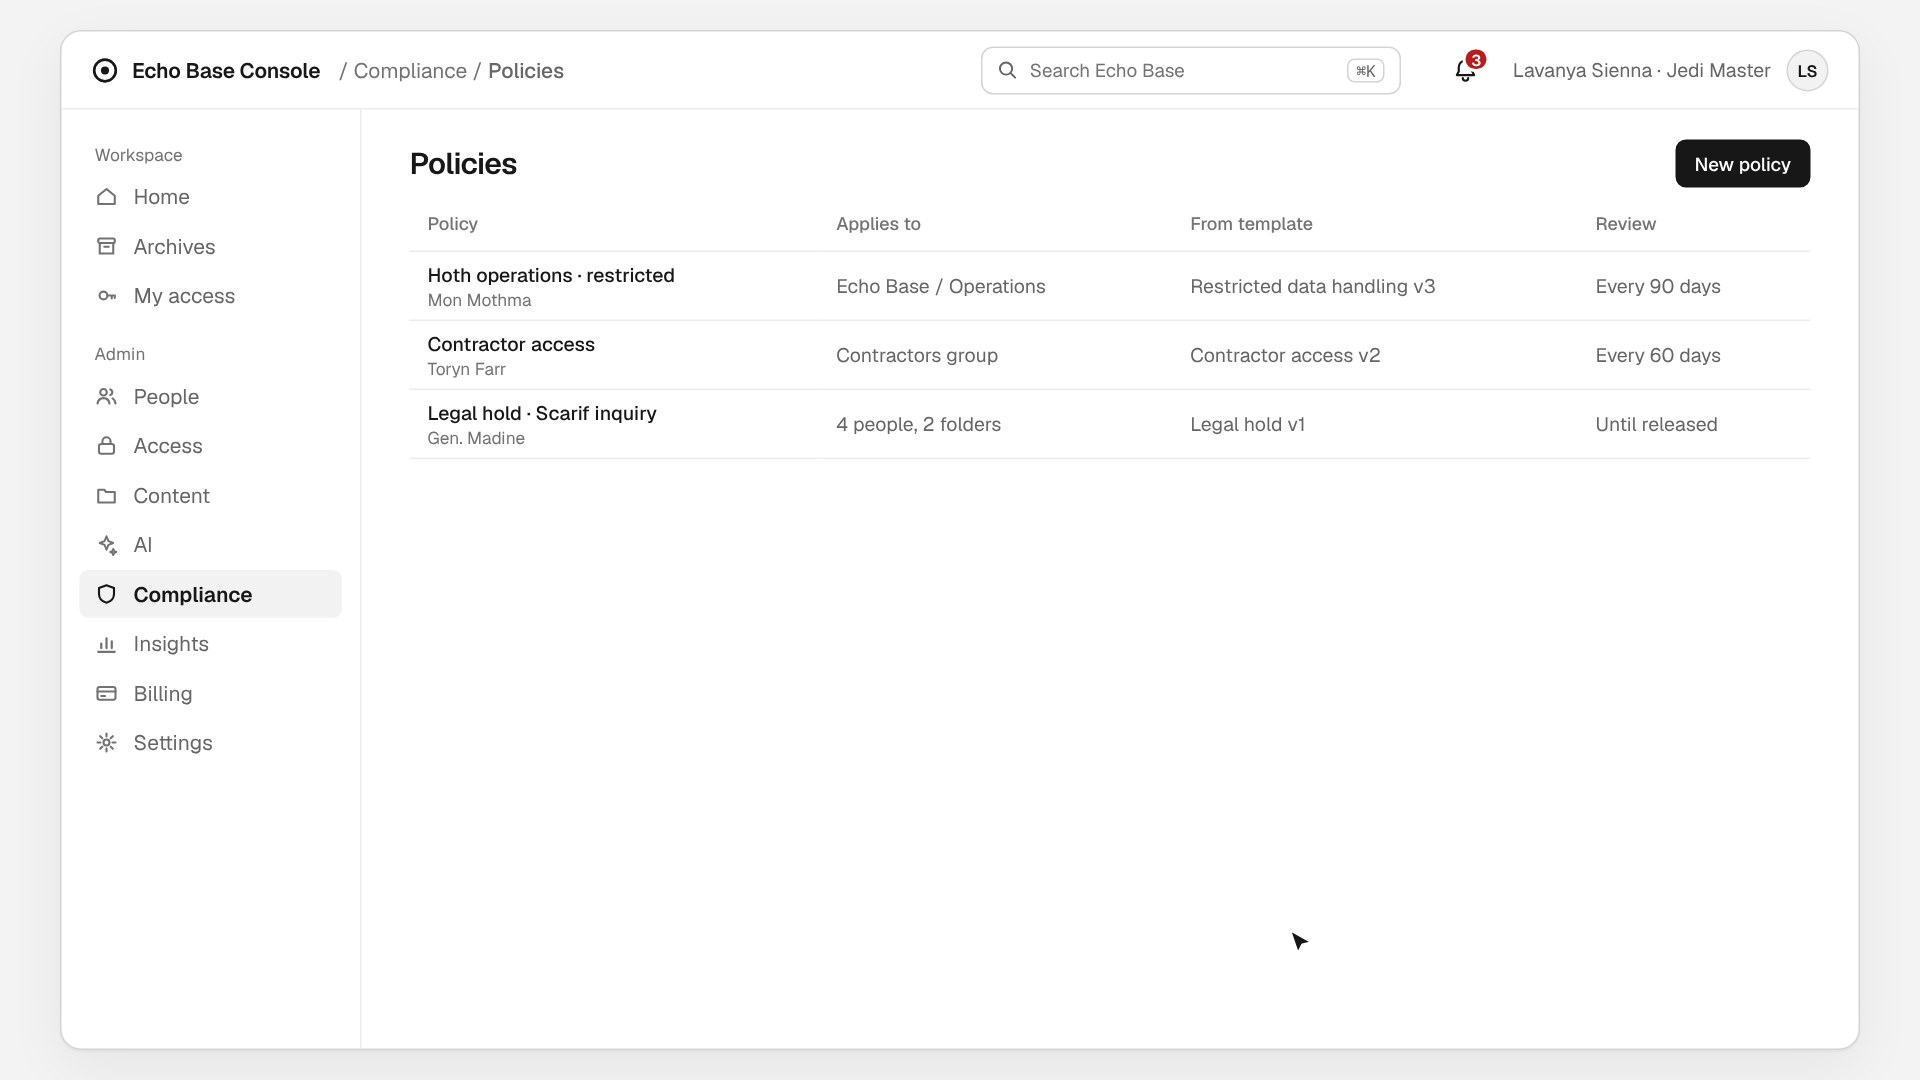 Echo Base Console / Compliance / Policies
Search Echo Base ⌘K
3
Lavanya Sienna · Jedi Master LS
Workspace
Home
Archives
My access
Admin
People
Access
Content
AI
Compliance
Insights
Billing
Settings
Policies
New policy
Policy Applies to From template Review
Hoth operations · restricted
Mon Mothma
Echo Base / Operations Restricted data handling v3 Every 90 days
Contractor access
Toryn Farr
Contractors group Contractor access v2 Every 60 days
Legal hold · Scarif inquiry
Gen. Madine
4 people, 2 folders Legal hold v1 Until released